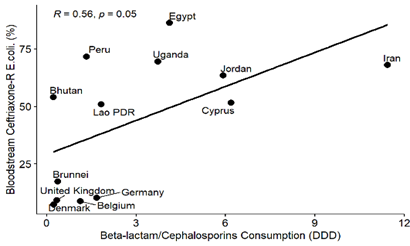 R = 0.56, p = 0.05
Egypt
Peru
Uganda
Jordan
Iran
Bhutan
Lao PDR
Cyprus
Brunnei
United Kingdom
Germany
Denmark
Belgium
75
50
25
0
3
6
9
12
Bloodstream Ceftriaxone-R E.coli. (%)
Beta-lactam/Cephalosporins Consumption (DDD)